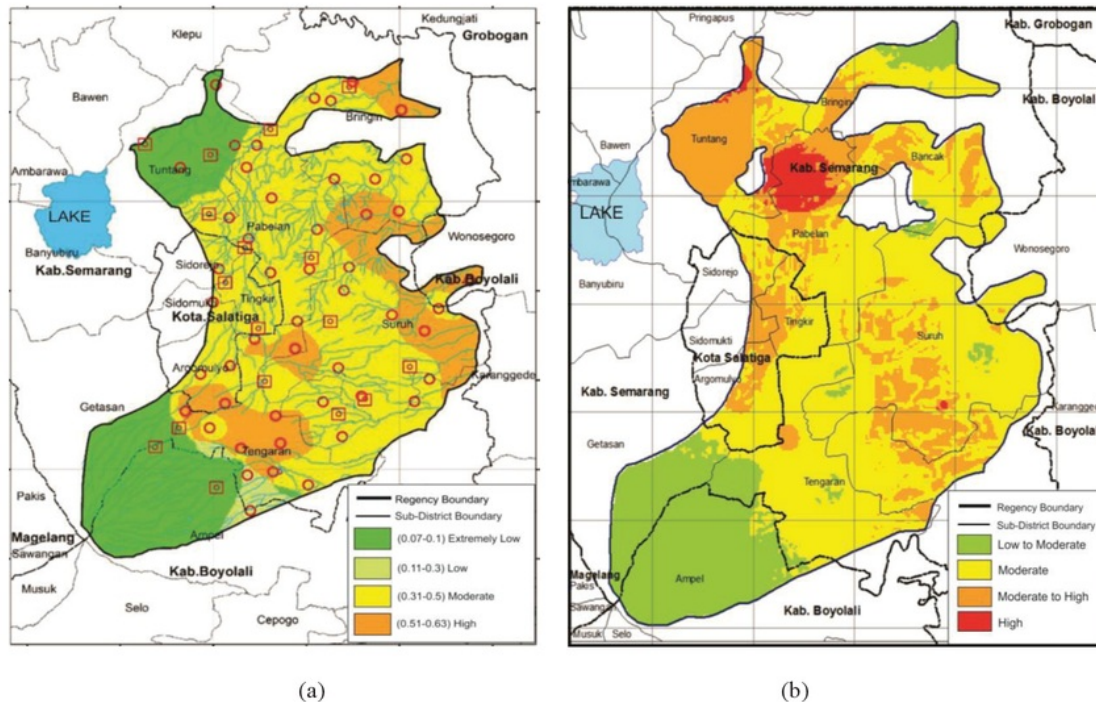 Kedungjati
Klepu
Grobogan
Bawen
Bringin
Tuntang
Ambarawa
LAKE
Pabelan
Wonosegoro
Banyubiru
Sidorejo
Kab.Semarang
Kab.Boyolali
Tingkir
Kota.Salatiga
Suruh
Argomulyo
Karanggede
Getasan
Tengaran
Pakis
Ampel
Magelang
Sawangan
Kab.Boyolali
Musuk
Selo
Cepogo
Regency Boundary
Sub-District Boundary
(0.07-0.1) Extremely Low
(0.11-0.3) Low
(0.31-0.5) Moderate
(0.51-0.63) High
(a)
Pringapus
Kab. Grobogan
Kab. Boyolali
Bringin
Tuntang
Bawen
Kab. Semarang
Bancak
LAKE
Pabelan
Wonosegoro
Banyubiru
Sidorejo
Tingkir
Suruh
Sidomukti
Kota Salatiga
Kab. Semarang
Argomulyo
Karanggede
Getasan
Tengaran
Magelang
Pakis
Ampel
Sawangan
Musuk Selo
Kab. Boyolali
Regency Boundary
Sub-District Boundary
Low to Moderate
Moderate
Moderate to High
High
(b)